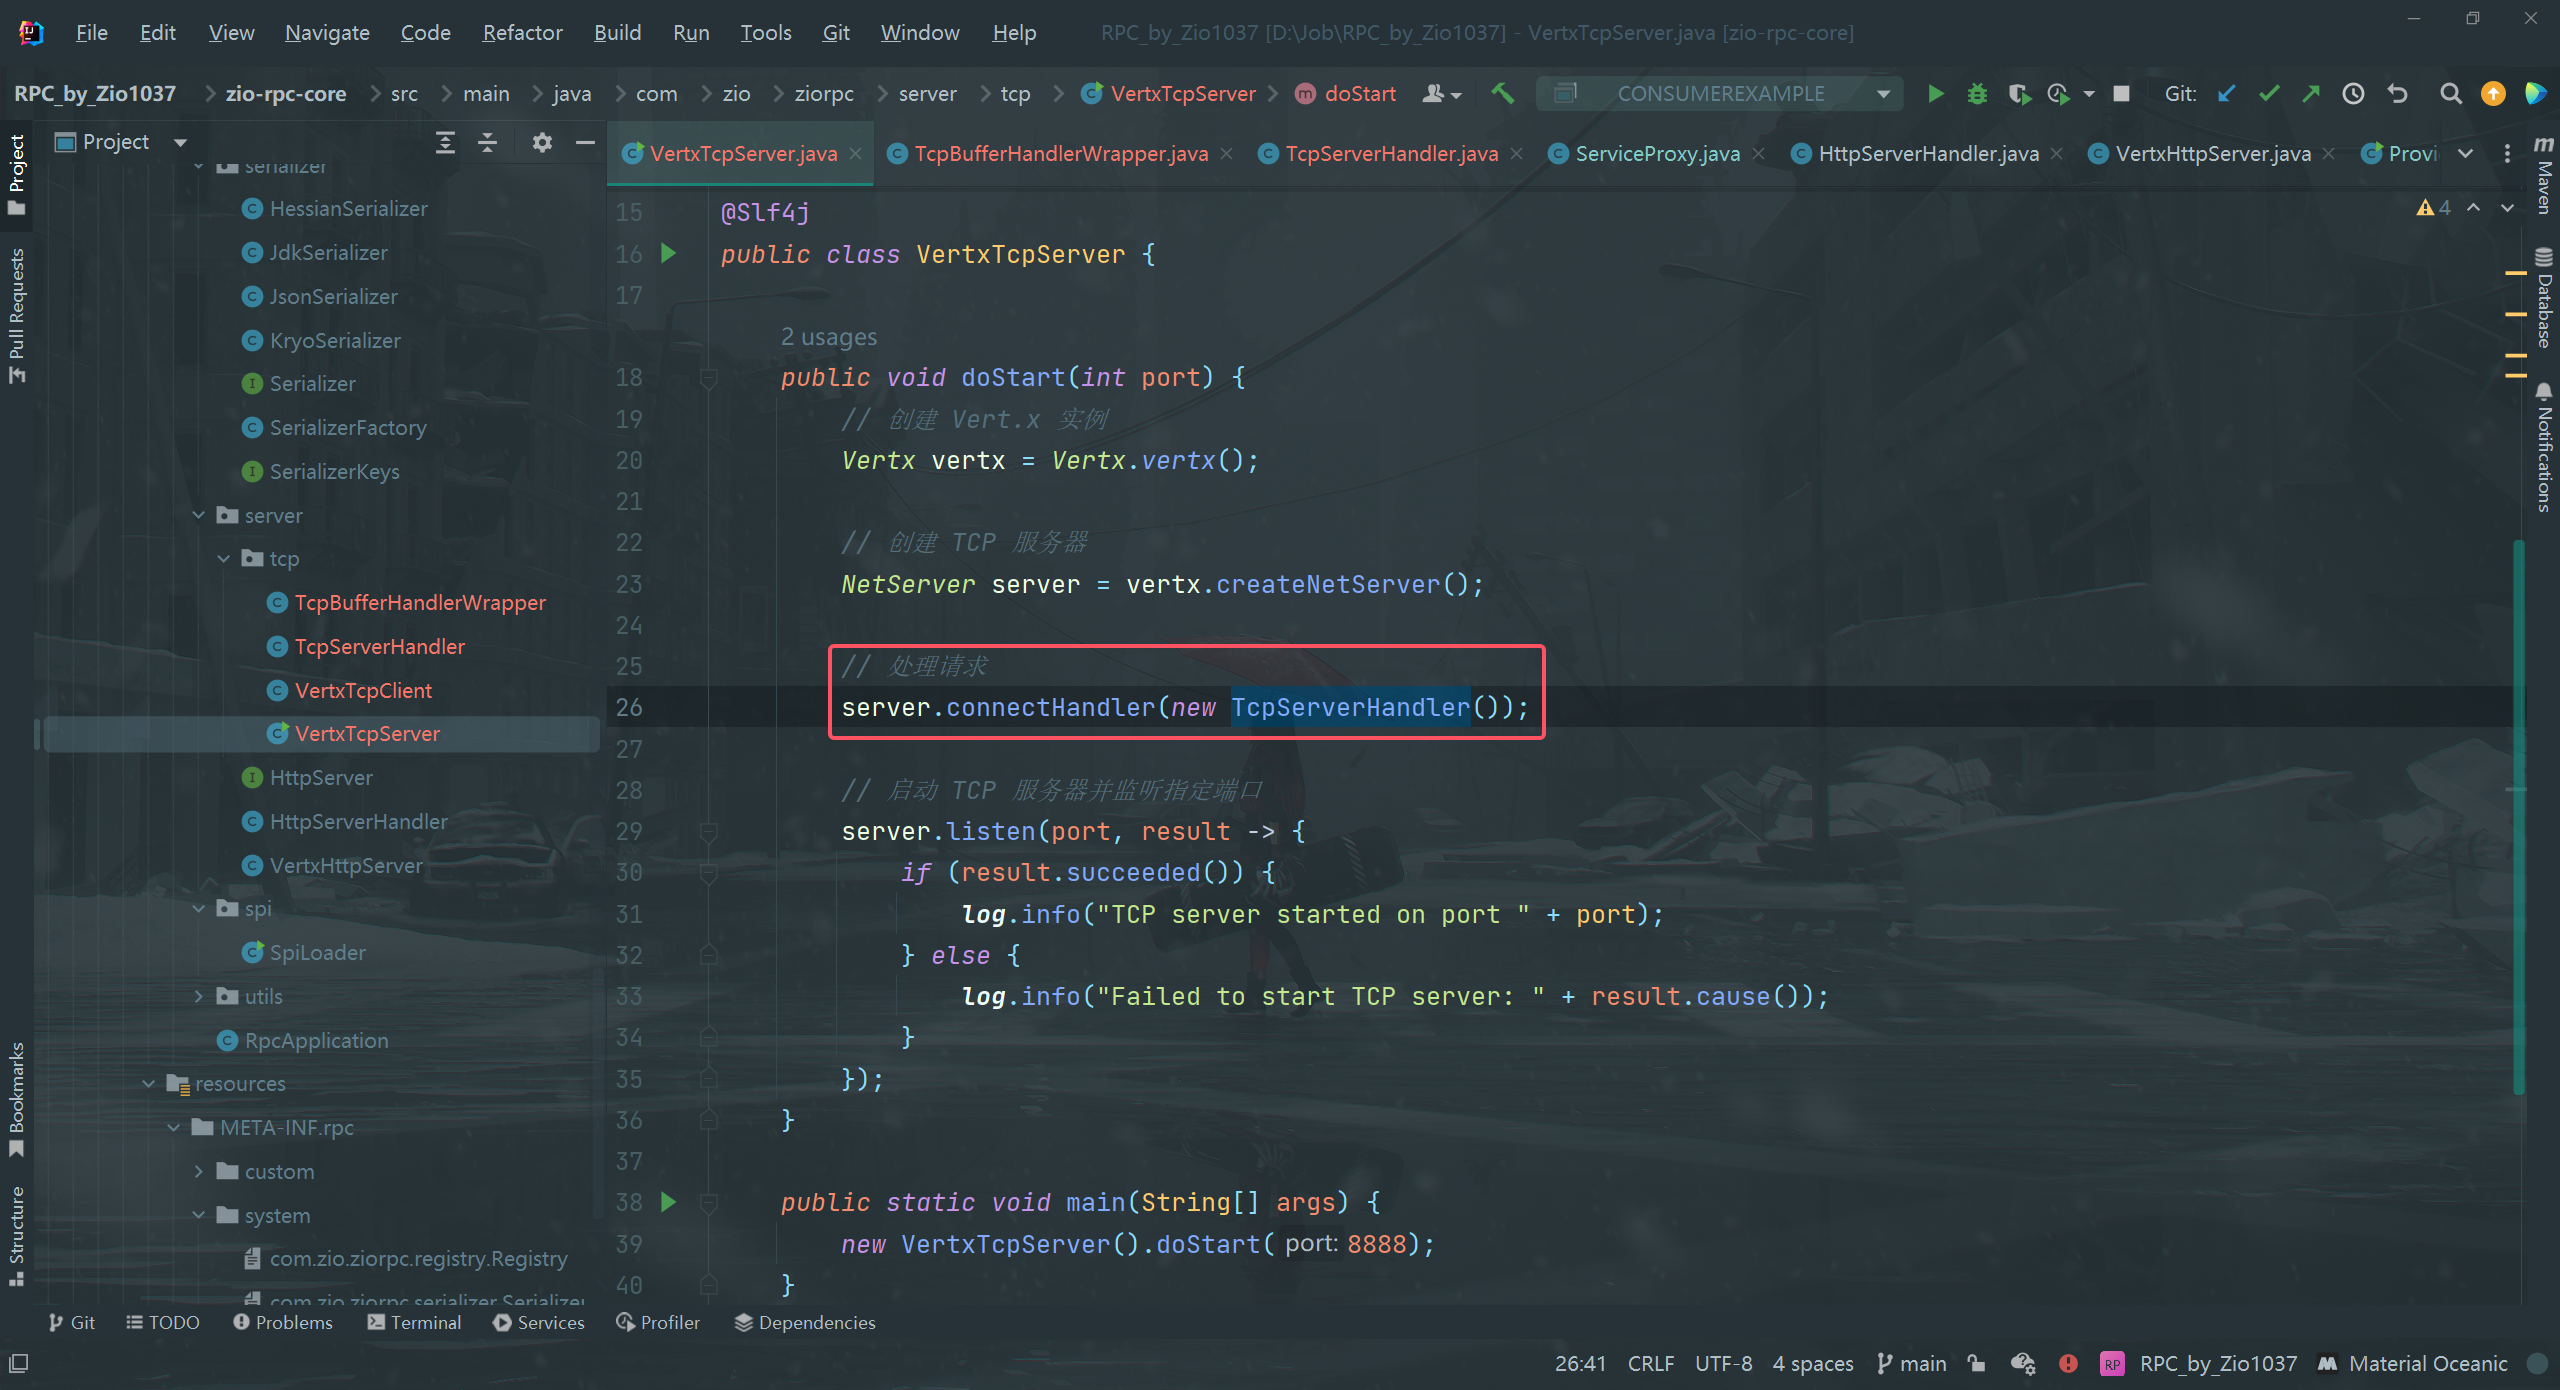 File Edit View Navigate Code Refactor Build Run Tools Git Window Help RPC_by_Zio1037 [D:\Job\RPC_by_Zio1037] - VertxTcpServer.java [zio-rpc-core]
RPC_by_Zio1037 zio-rpc-core src main java com zio ziorpc server tcp VertxTcpServer doStart CONSUMEREXAMPLE Git:
Project
VertxTcpServer.java TcpBufferHandlerWrapper.java TcpServerHandler.java ServiceProxy.java HttpServerHandler.java VertxHttpServer.java Provi
Project
Pull Requests
Bookmarks
Structure
serializer
HessianSerializer
JdkSerializer
JsonSerializer
KryoSerializer
Serializer
SerializerFactory
SerializerKeys
server
tcp
TcpBufferHandlerWrapper
TcpServerHandler
VertxTcpClient
VertxTcpServer
HttpServer
HttpServerHandler
VertxHttpServer
spi
SpiLoader
utils
RpcApplication
resources
META-INF.rpc
custom
system
com.zio.ziorpc.registry.Registry
com.zio.ziorpc.serializer.Serializer
4
15 @Slf4j
16 public class VertxTcpServer {
17
2 usages
18 public void doStart(int port) {
19 // 创建 Vert.x 实例
20 Vertx vertx = Vertx.vertx();
21
22 // 创建 TCP 服务器
23 NetServer server = vertx.createNetServer();
24
25 // 处理请求
26 server.connectHandler(new TcpServerHandler());
27
28 // 启动 TCP 服务器并监听指定端口
29 server.listen(port, result -> {
30 if (result.succeeded()) {
31 log.info("TCP server started on port " + port);
32 } else {
33 log.info("Failed to start TCP server: " + result.cause());
34 }
35 });
36 }
37
38 public static void main(String[] args) {
39 new VertxTcpServer().doStart( port: 8888);
40 }
Maven
Database
Notifications
Git TODO Problems Terminal Services Profiler Dependencies
26:41 CRLF UTF-8 4 spaces main RP RPC_by_Zio1037 Material Oceanic